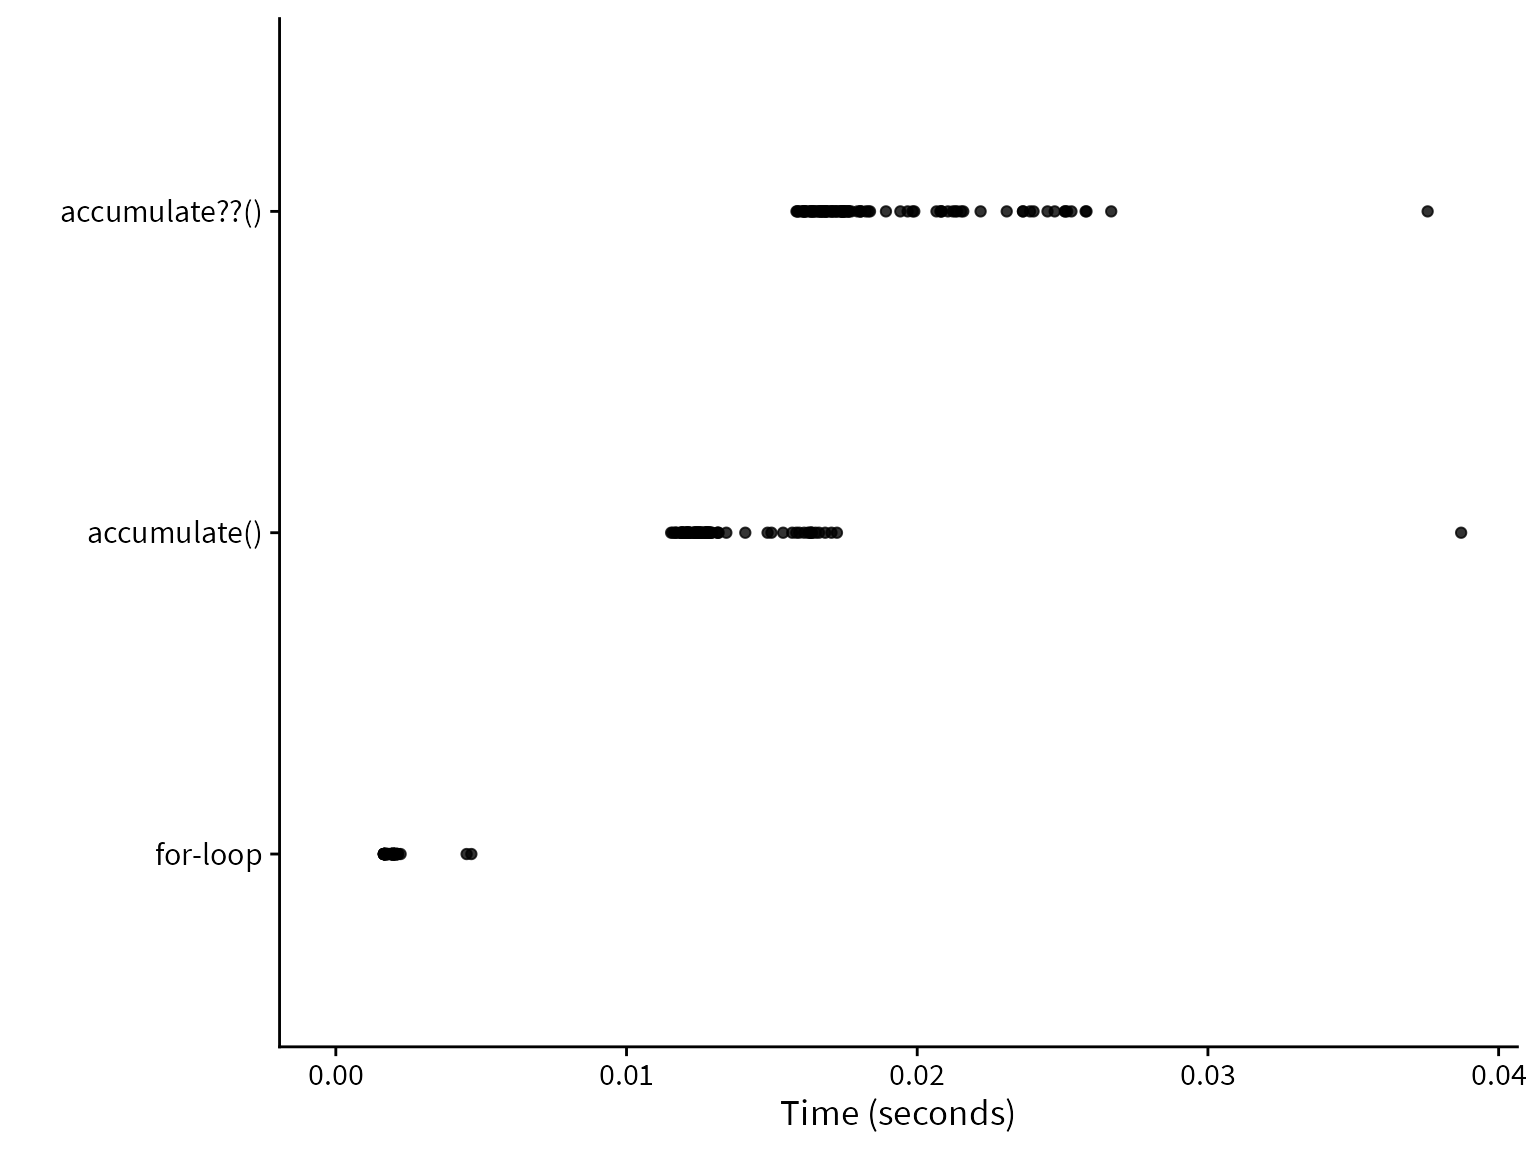 accumulate??()
accumulate()
for-loop
0.00 0.01 0.02 0.03 0.04
Time (seconds)